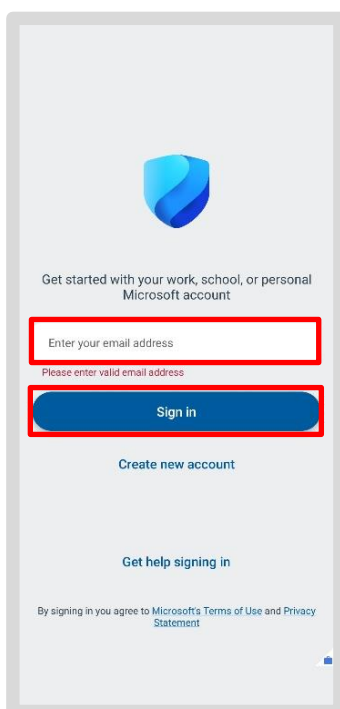 Get started with your work, school, or personal
Microsoft account
Enter your email address
Please enter valid email address
Sign in
Create new account
Get help signing in
By signing in you agree to Microsoft's Terms of Use and Privacy
Statement